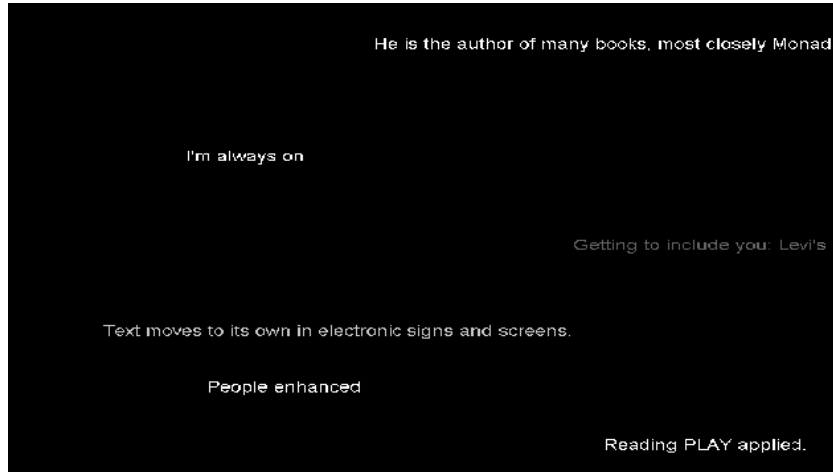 He is the author of many books, most closely Monad
I'm always on
Getting to include you: Levi's
Text moves to its own in electronic signs and screens.
People enhanced
Reading PLAY applied.